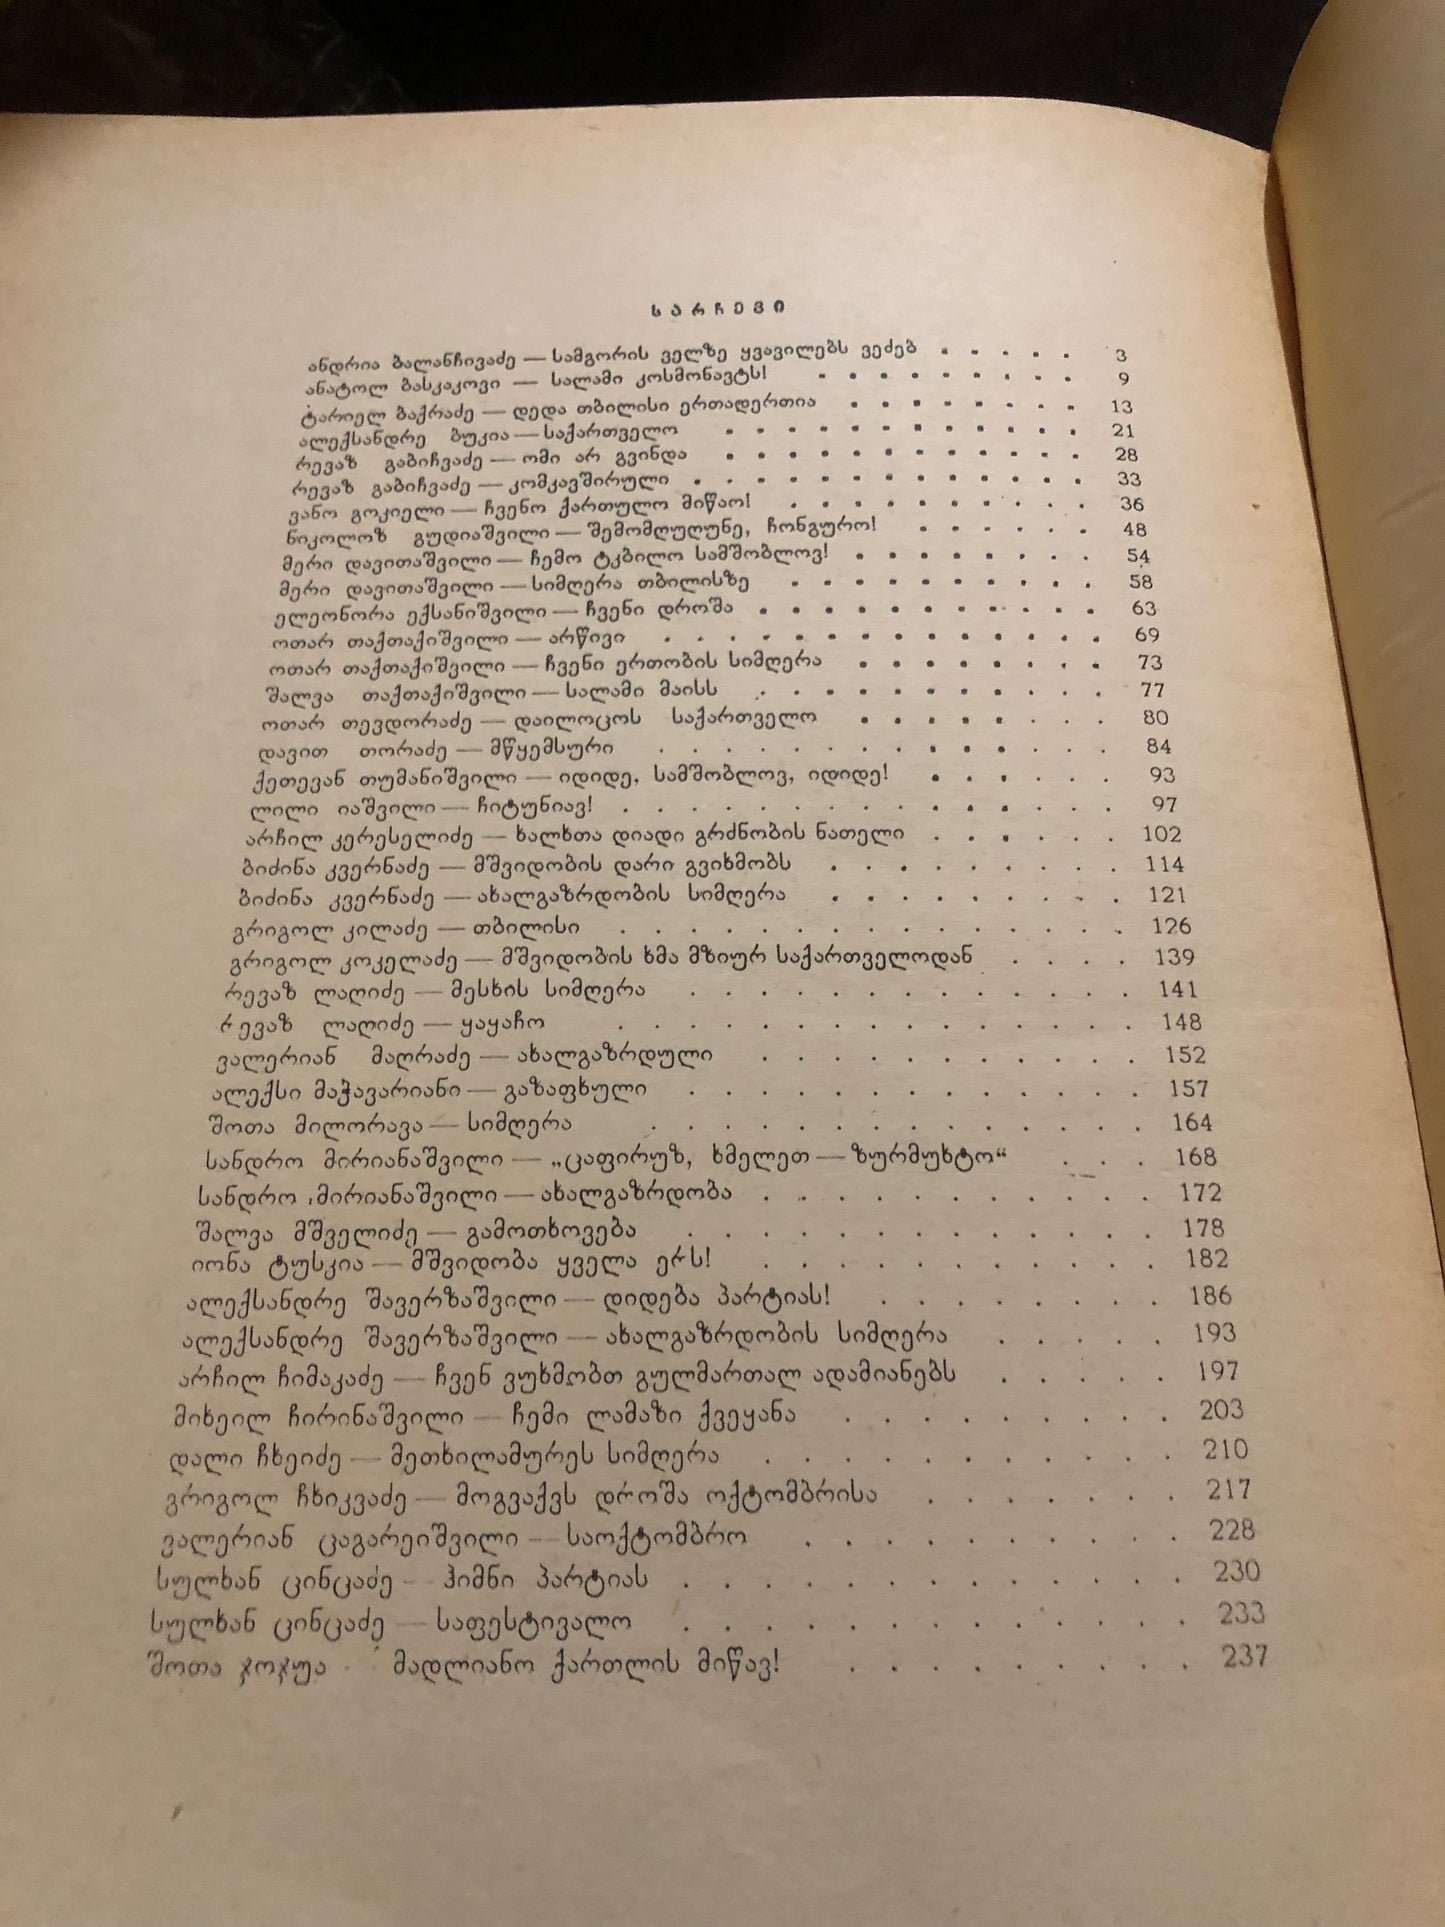 სარჩევი
ანდრია ბალანჩივაძე — სამგორის ველზე ყვავილებს ვეძებ . . . . . 3
ანატოლ ბასკაკოვი — სალამი კოსმონავტს! . . . . . . . . . 9
ტარიელ ბაქრაძე — დედა თბილისი ერთადერთია . . . . . . . . 13
ალექსანდრე ბუკია — საქართველო . . . . . . . . . . . . 21
რევაზ გაბიჩვაძე — ომი არ გვინდა . . . . . . . . . . . . 28
რევაზ გაბიჩვაძე — კომკავშირული . . . . . . . . . . . . . 33
ვანო გოკიელი — ჩვენო ქართულო მიწაო! . . . . . . . . . . 36
ნიკოლოზ გუდიაშვილი — შემომღუღუნე, ჩონგურო! . . . . . . 48
მერი დავითაშვილი — ჩემო ტკბილო სამშობლოვ! . . . . . . . . 54
მერი დავითაშვილი — სიმღერა თბილისზე . . . . . . . . . . 58
ელეონორა ექსანიშვილი — ჩვენი დროშა . . . . . . . . . . . 63
ოთარ თაქთაქიშვილი — არწივი . . . . . . . . . . . . . 69
ოთარ თაქთაქიშვილი — ჩვენი ერთობის სიმღერა . . . . . . . . 73
შალვა თაქთაქიშვილი — სალამი მაისს . . . . . . . . . . . 77
ოთარ თევდორაძე — დაილოცოს საქართველო . . . . . . . . 80
დავით თორაძე — მწყემსური . . . . . . . . . . . . . . 84
ქეთევან თუმანიშვილი — იდიდე, სამშობლოვ, იდიდე! . . . . . . 93
ლილი იაშვილი — ჩიტუნიავ! . . . . . . . . . . . . . . 97
არჩილ კერესელიძე — ხალხთა დიადი გრძნობის ნათელი . . . . . . 102
ბიძინა კვერნაძე — მშვიდობის დარი გვიხმობს . . . . . . . . . 114
ბიძინა კვერნაძე — ახალგაზრდობის სიმღერა . . . . . . . . . 121
გრიგოლ კილაძე — თბილისი . . . . . . . . . . . . . . . 126
გრიგოლ კოკელაძე — მშვიდობის ხმა მზიურ საქართველოდან . . . . 139
რევაზ ლაღიძე — მესხის სიმღერა . . . . . . . . . . . . . 141
რევაზ ლაღიძე — ყაყაჩო . . . . . . . . . . . . . . . 148
ვალერიან მაღრაძე — ახალგაზრდული . . . . . . . . . . . 152
ალექსი მაჭავარიანი — გაზაფხული . . . . . . . . . . . . . 157
შოთა მილორავა — სიმღერა . . . . . . . . . . . . . . 164
სანდრო მირიანაშვილი — „ცაფირუზ, ხმელეთ — ზურმუხტო“ . . . 168
სანდრო მირიანაშვილი — ახალგაზრდობა . . . . . . . . . . . 172
შალვა მშველიძე — გამოთხოვება . . . . . . . . . . . . . 178
იონა ტუსკია — მშვიდობა ყველა ერს! . . . . . . . . . . . 182
ალექსანდრე შავერზაშვილი — დიდება პარტიას! . . . . . . . . 186
ალექსანდრე შავერზაშვილი — ახალგაზრდობის სიმღერა . . . . . 193
არჩილ ჩიმაკაძე — ჩვენ ვუხმობთ გულმართალ ადამიანებს . . . . . 197
მიხეილ ჩირინაშვილი — ჩემი ლამაზი ქვეყანა . . . . . . . . . 203
დალი ჩხეიძე — მეთხილამურეს სიმღერა . . . . . . . . . . . 210
გრიგოლ ჩხიკვაძე — მოგვაქვს დროშა ოქტომბრისა . . . . . . . 217
ვალერიან ცაგარეიშვილი — საოქტომბრო . . . . . . . . . . 228
სულხან ცინცაძე — ჰიმნი პარტიას . . . . . . . . . . . . . 230
სულხან ცინცაძე — საფესტივალო . . . . . . . . . . . . . 233
შოთა ჯოჯუა — მადლიანო ქართლის მიწავ! . . . . . . . . . 237